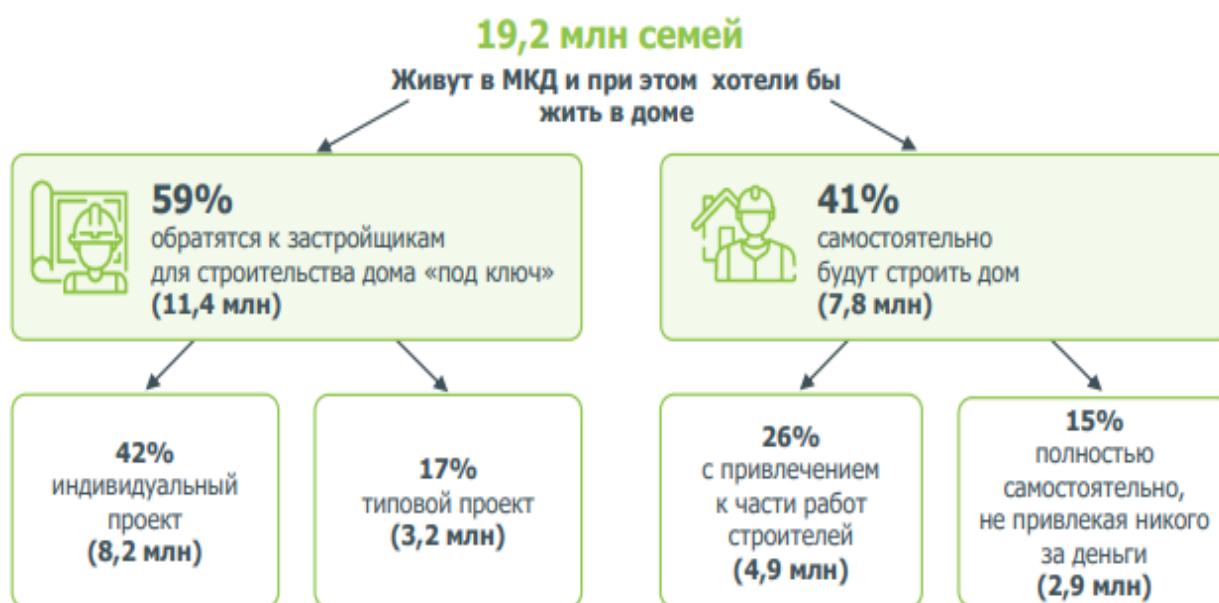 19,2 млн семей
Живут в МКД и при этом хотели бы
жить в доме
59%
обратятся к застройщикам
для строительства дома «под ключ»
(11,4 млн)
41%
самостоятельно
будут строить дом
(7,8 млн)
42%
индивидуальный
проект
(8,2 млн)
17%
типовой проект
(3,2 млн)
26%
с привлечением
к части работ
строителей
(4,9 млн)
15%
полностью
самостоятельно,
не привлекая никого
за деньги
(2,9 млн)